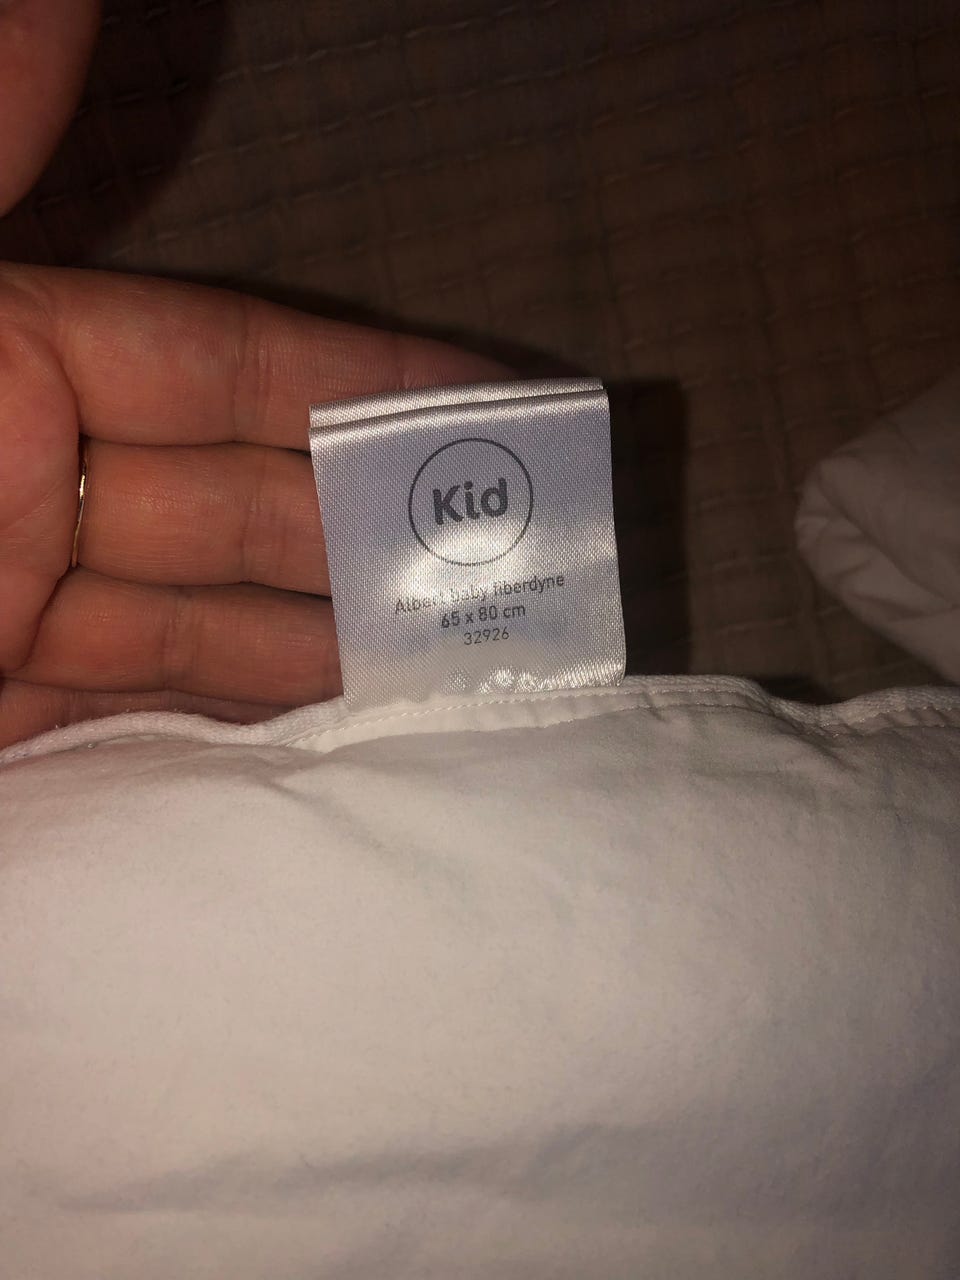 Kid
Albert baby fiberdyne
65 x 80 cm
32926